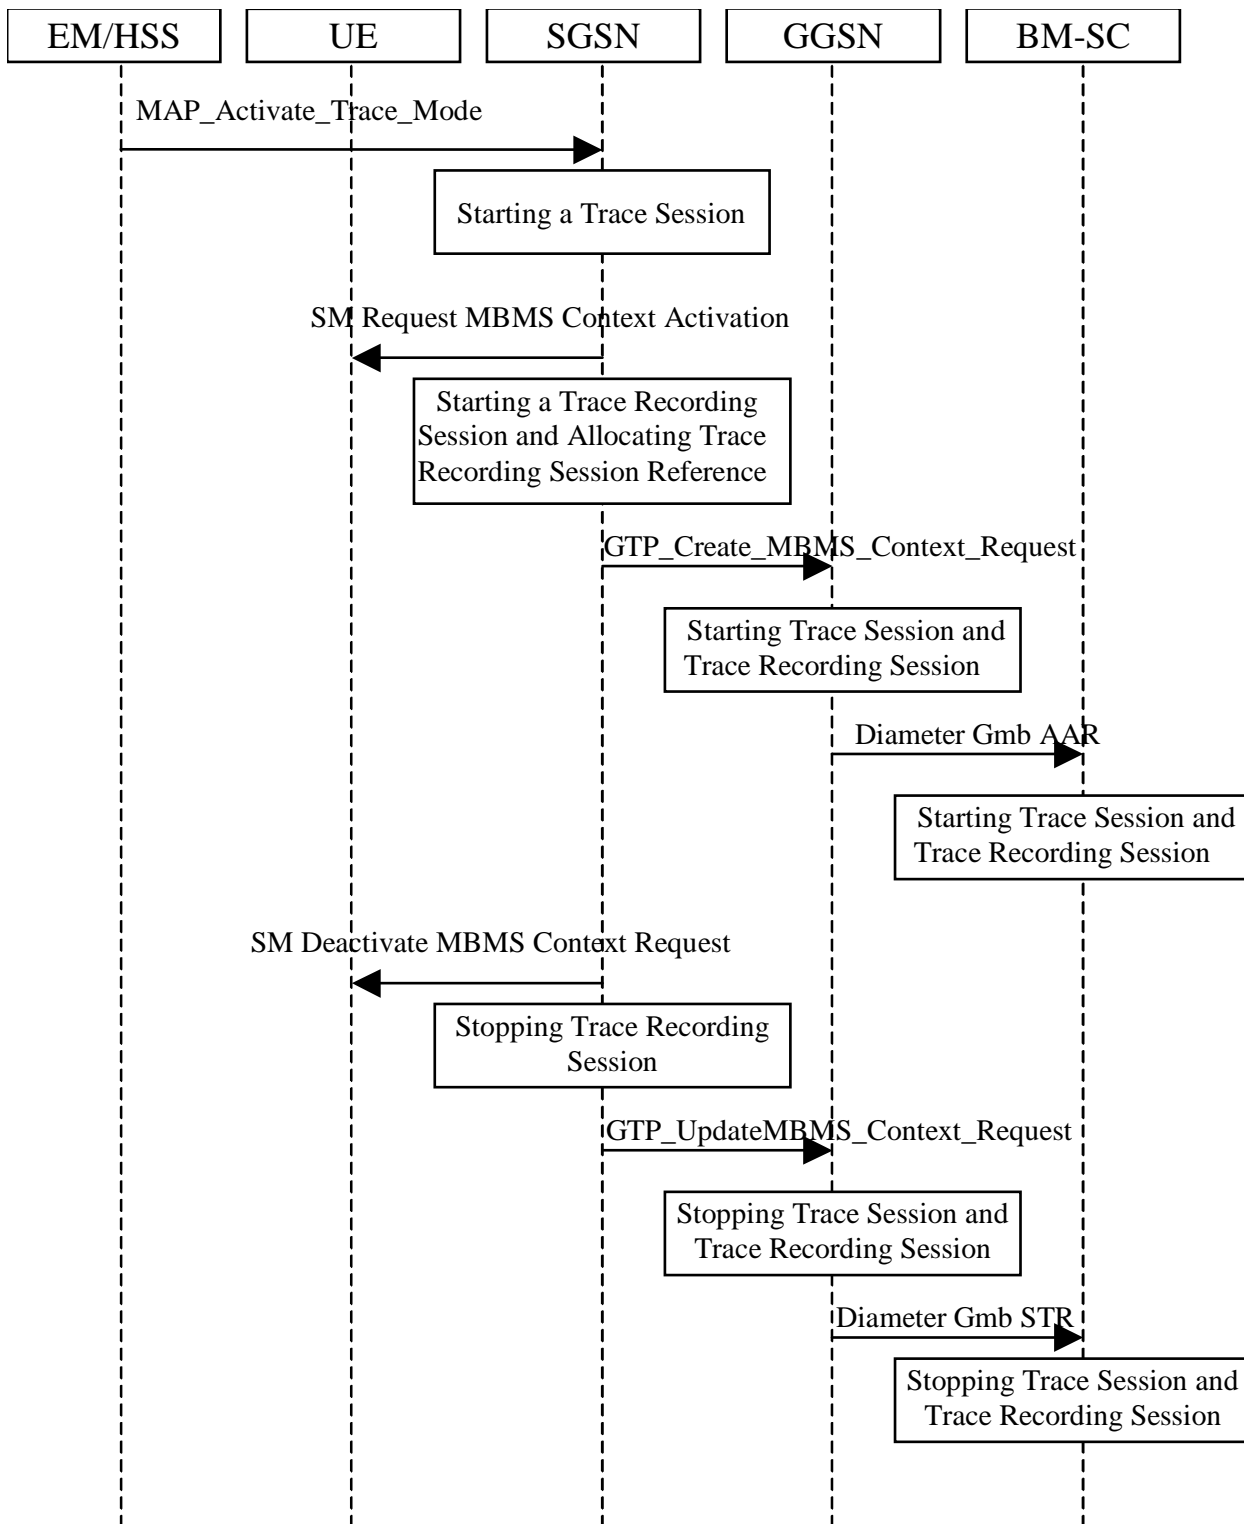 EM/HSS
UE
SGSN
GGSN
BM-SC
MAP_Activate_Trace_Mode
Starting a Trace Session
SM Request MBMS Context Activation
Starting a Trace Recording
Session and Allocating Trace
Recording Session Reference
GTP_Create_MBMS_Context_Request
Starting Trace Session and
Trace Recording Session
Diameter Gmb AAR
Starting Trace Session and
Trace Recording Session
SM Deactivate MBMS Context Request
Stopping Trace Recording
Session
GTP_UpdateMBMS_Context_Request
Stopping Trace Session and
Trace Recording Session
Diameter Gmb STR
Stopping Trace Session and
Trace Recording Session